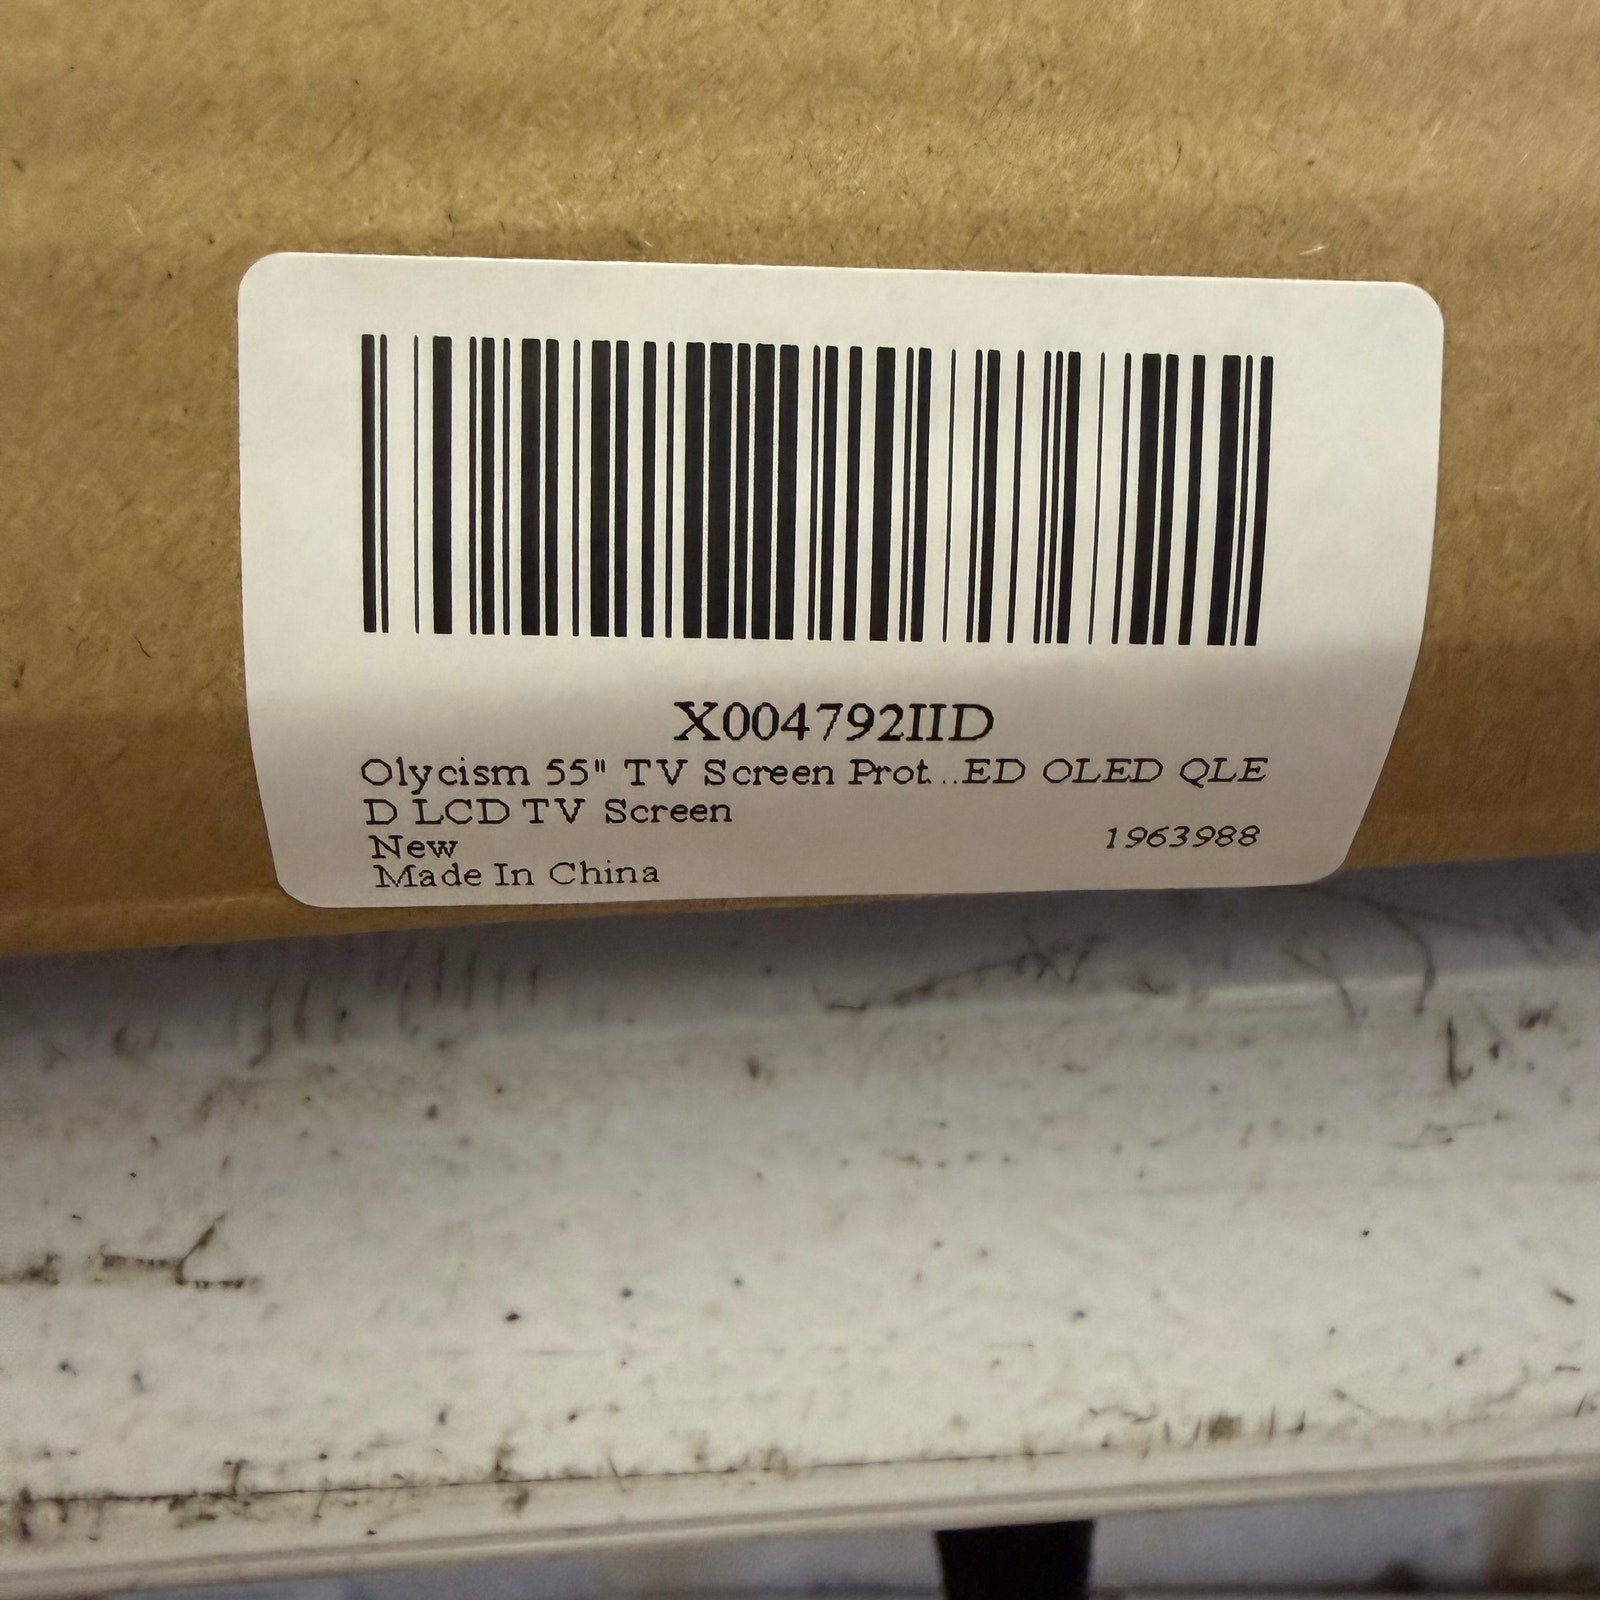 X004792IID
Olycism 55" TV Screen Prot...ED OLED QLE
D LCD TV Screen
New
1963988
Made In China